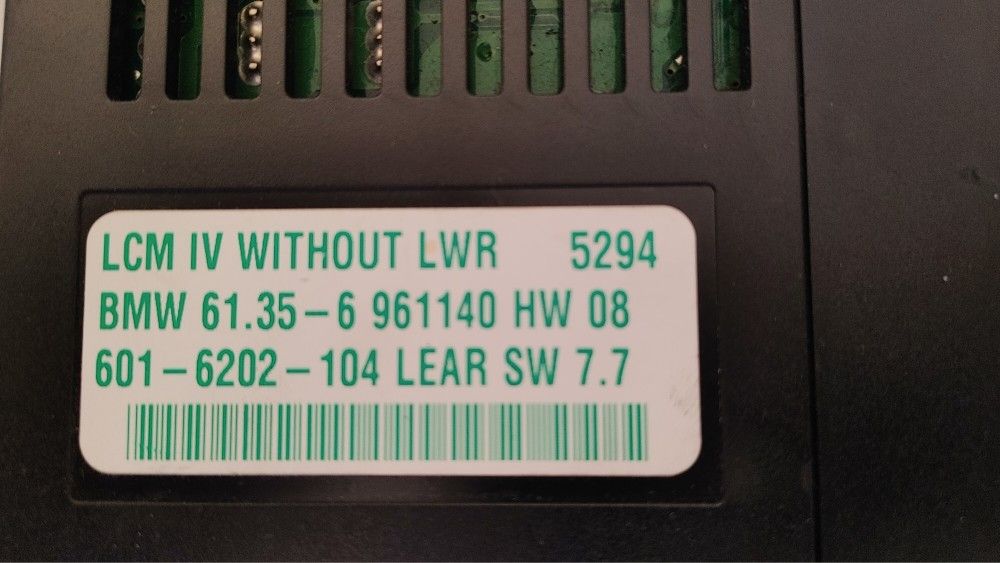 LCM IV WITHOUT LWR 5294
BMW 61.35-6 961140 HW 08
601-6202-104 LEAR SW 7.7